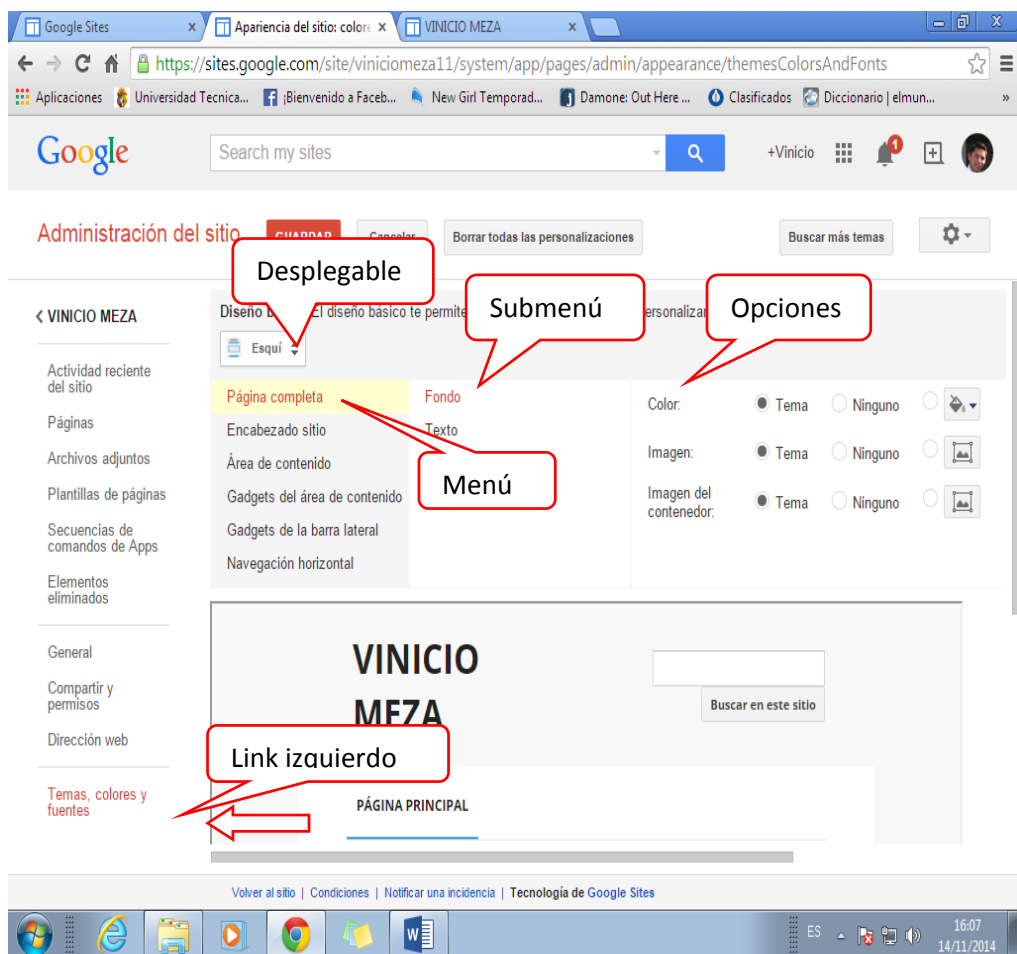 Google Sites
Apariencia del sitio: colore
VINICIO MEZA
https://sites.google.com/site/viniciomeza11/system/app/pages/admin/appearance/themesColorsAndFonts
Aplicaciones Universidad Tecnica... ¡Bienvenido a Faceb... New Girl Temporad... Damone: Out Here ... Clasificados Diccionario | elmun... »
Google Search my sites +Vinicio 1
Administración del sitio GUARDAR Cancelar Borrar todas las personalizaciones Buscar más temas
Desplegable
Submenú
Opciones
< VINICIO MEZA
Diseño El diseño básico te permite personalizar
Esquí
Actividad reciente
del sitio
Páginas
Archivos adjuntos
Plantillas de páginas
Secuencias de
comandos de Apps
Elementos
eliminados
General
Compartir y
permisos
Dirección web
Temas, colores y
fuentes
Página completa
Encabezado sitio
Área de contenido
Gadgets del área de contenido
Gadgets de la barra lateral
Navegación horizontal
Fondo
Texto
Menú
Color: Tema Ninguno
Imagen: Tema Ninguno
Imagen del
contenedor: Tema Ninguno
VINICIO
MEZA
Buscar en este sitio
Link izquierdo
PÁGINA PRINCIPAL
Volver al sitio | Condiciones | Notificar una incidencia | Tecnología de Google Sites
ES
16:07
14/11/2014